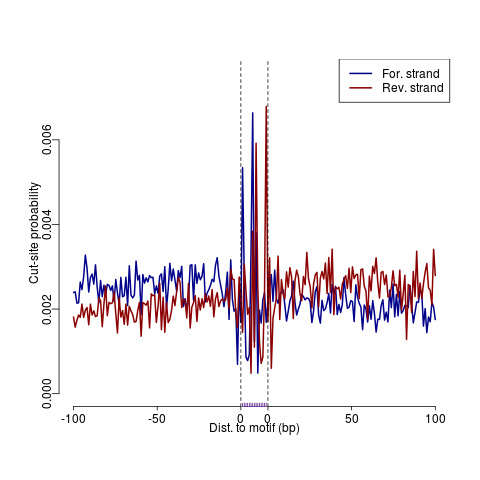 For. strand
Rev. strand
Cut-site probability
0.006
0.004
0.002
0.000
-100 -50 0 0 50 100
Dist. to motif (bp)